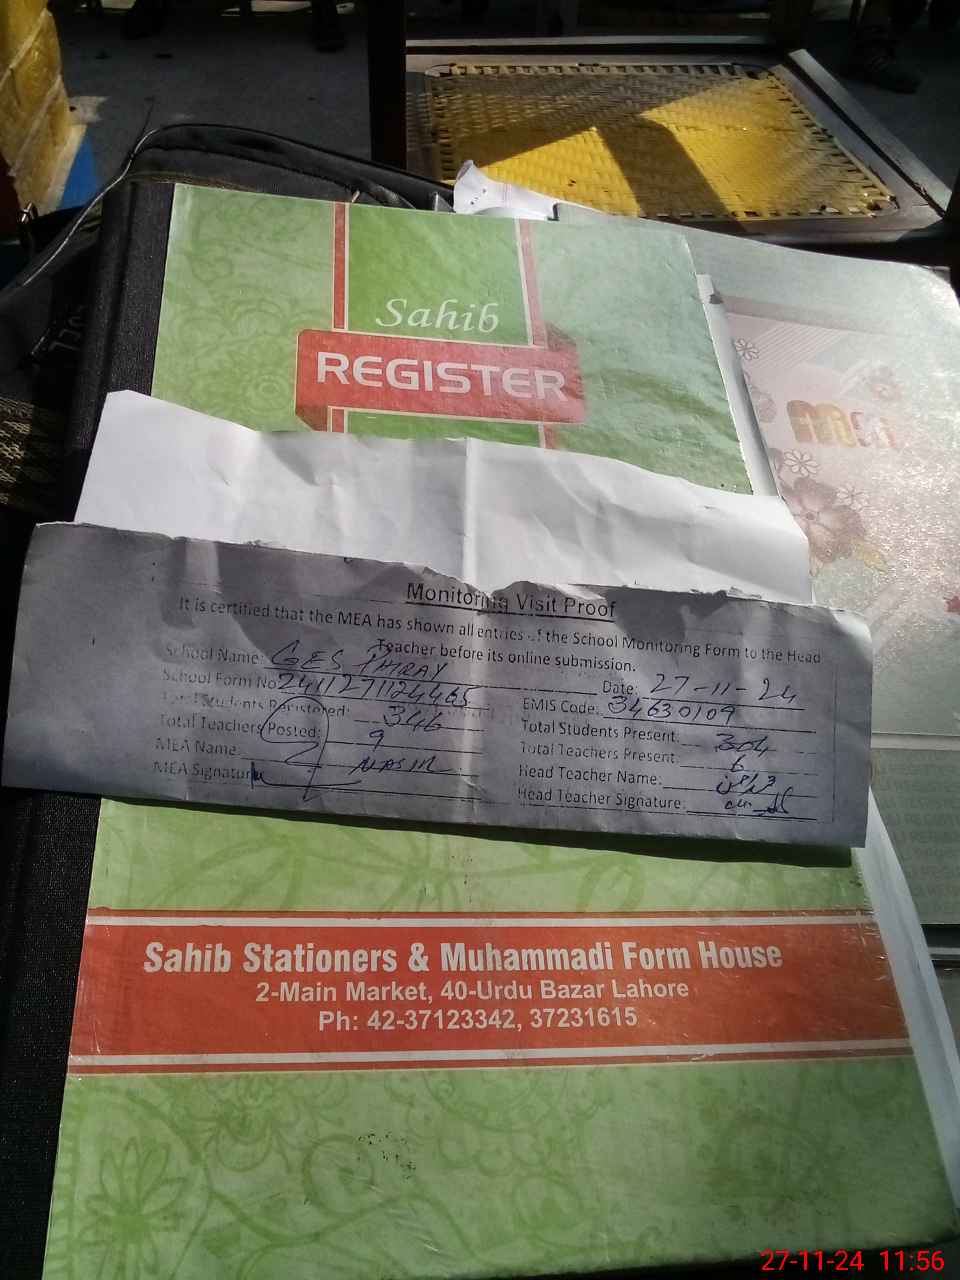 Sahib
REGISTER
Monitoring Visit Proof
It is certified that the MEA has shown all entries of the School Monitoring Form to the Head
Teacher before its online submission.
School Name: GES
Date: 27-11-24
School Form No 2411271124465
EMIS Code: 34630109
Total Students Registered: 346
Total Students Present: 304
Total Teachers Posted: 9
Total Teachers Present: 6
MEA Name: NASIR
Head Teacher Name:
MEA Signature
Head Teacher Signature:
Sahib Stationers & Muhammadi Form House
2-Main Market, 40-Urdu Bazar Lahore
Ph: 42-37123342, 37231615
27-11-24 11:56